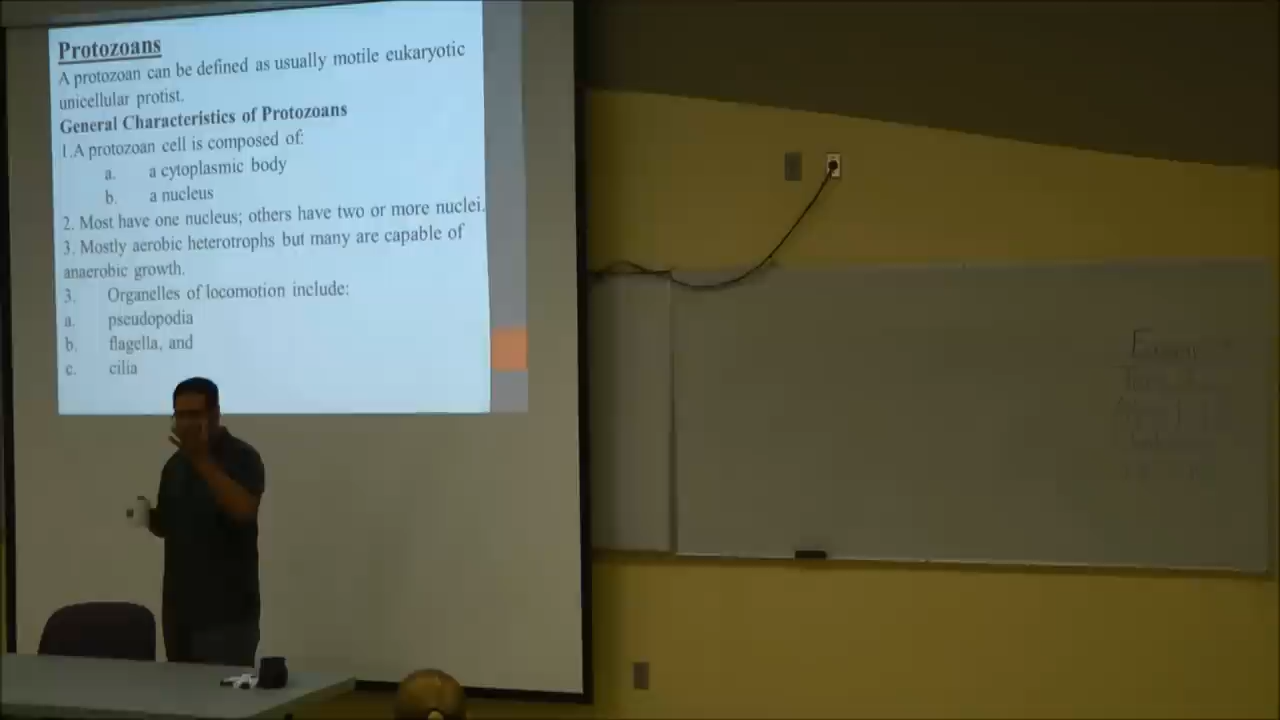 Protozoans
A protozoan can be defined as usually motile eukaryotic
unicellular protist.
General Characteristics of Protozoans
1.A protozoan cell is composed of:
a. a cytoplasmic body
b. a nucleus
2. Most have one nucleus; others have two or more nuclei.
3. Mostly aerobic heterotrophs but many are capable of
anaerobic growth.
3. Organelles of locomotion include:
a. pseudopodia
b. flagella, and
c. cilia